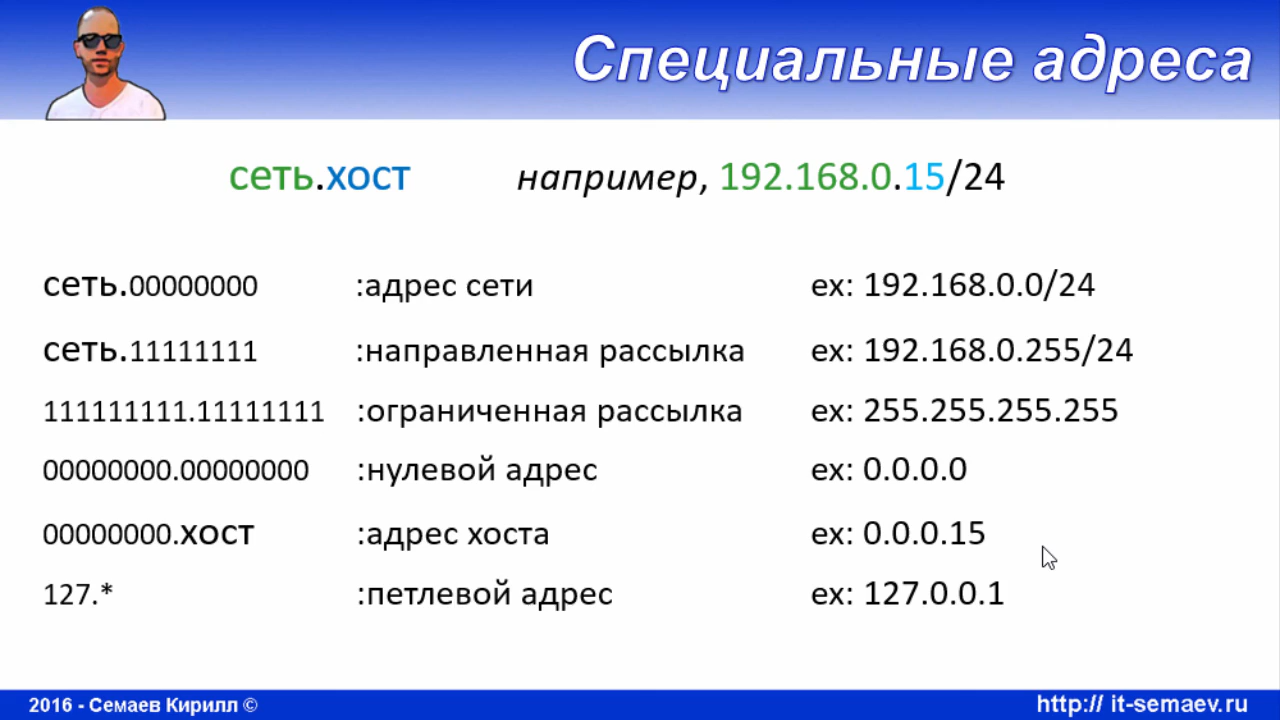 Специальные адреса
сеть.хост например, 192.168.0.15/24
сеть.00000000 :адрес сети ex: 192.168.0.0/24
сеть.11111111 :направленная рассылка ex: 192.168.0.255/24
111111111.11111111 :ограниченная рассылка ex: 255.255.255.255
00000000.00000000 :нулевой адрес ex: 0.0.0.0
00000000.хост :адрес хоста ex: 0.0.0.15
127.* :петлевой адрес ex: 127.0.0.1
2016 - Семаев Кирилл © http:// it-semaev.ru